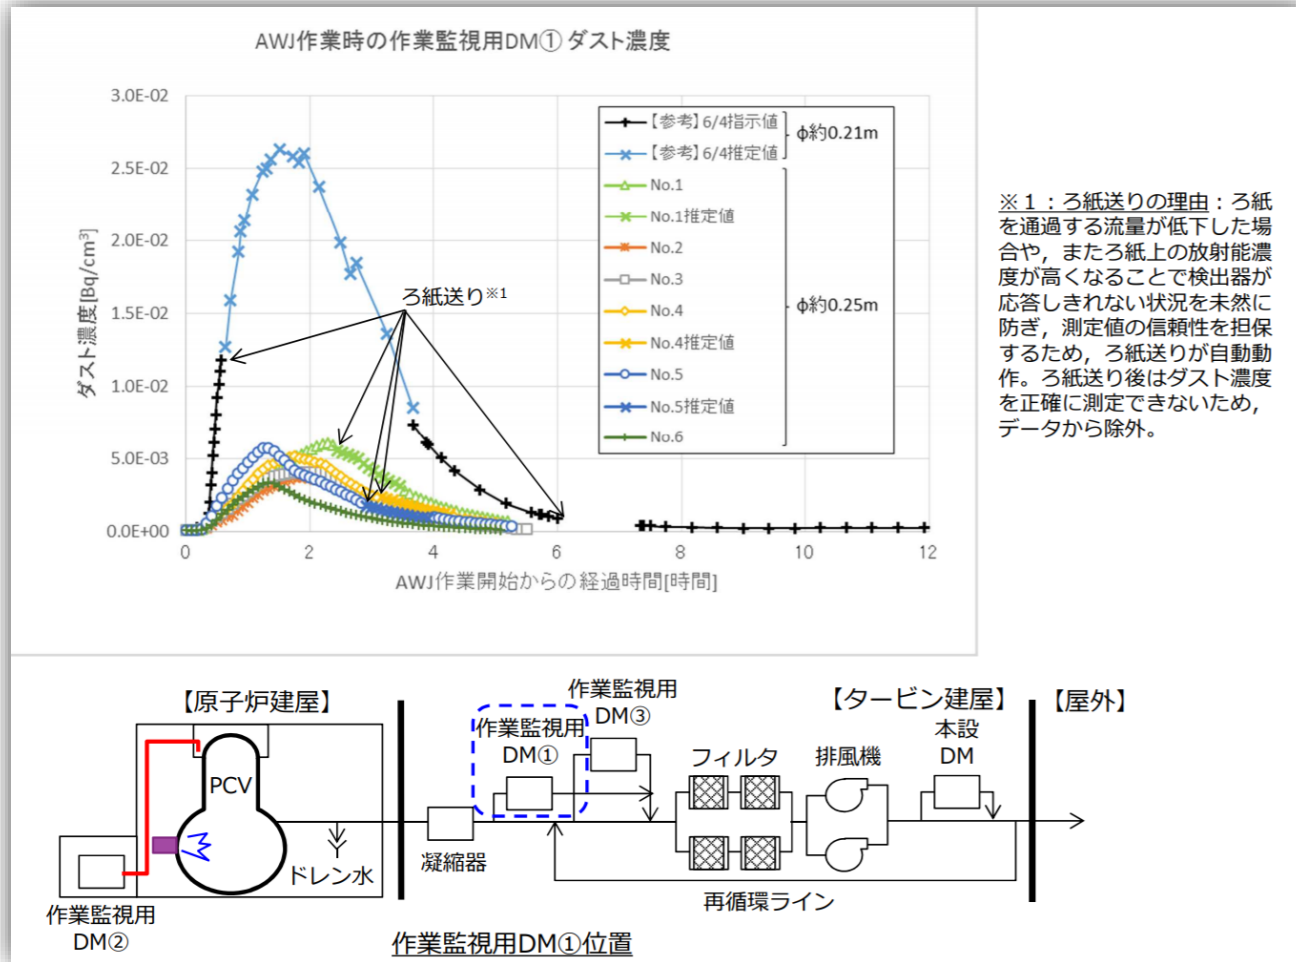 AWJ作業時の作業監視用DM①ダスト濃度
3.0E-02
2.5E-02
2.0E-02
1.5E-02
1.0E-02
5.0E-03
0.0E+00
ダスト濃度[Bq/cm³]
0 2 4 6 8 10 12
AWJ作業開始からの経過時間[時間]
ろ紙送り※1
【参考】6/4指示値
【参考】6/4推定値
φ約0.21m
No.1
No.1推定値
No.2
No.3
No.4
No.4推定値
No.5
No.5推定値
No.6
φ約0.25m
※１：ろ紙送りの理由：ろ紙
を通過する流量が低下した場
合や，またろ紙上の放射能濃
度が高くなることで検出器が
応答しきれない状況を未然に
防ぎ，測定値の信頼性を担保
するため，ろ紙送りが自動動
作。ろ紙送り後はダスト濃度
を正確に測定できないため，
データから除外。
【原子炉建屋】
PCV
ドレン水
作業監視用
DM②
凝縮器
作業監視用
DM①
作業監視用
DM③
フィルタ
排風機
【タービン建屋】
本設
DM
【屋外】
再循環ライン
作業監視用DM①位置